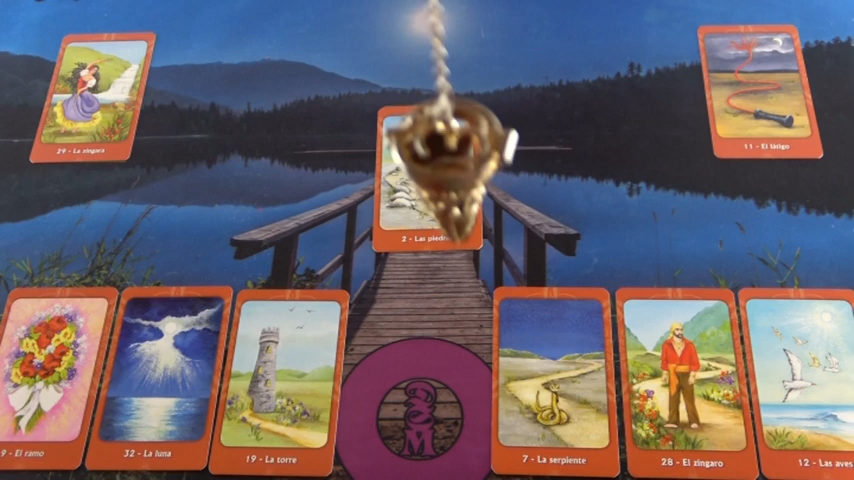 29 - La zíngara
11 - El látigo
2 - Las
9 - El ramo
32 - La luna
19 - La torre
7 - La serpiente
28 - El zíngaro
12 - Las aves